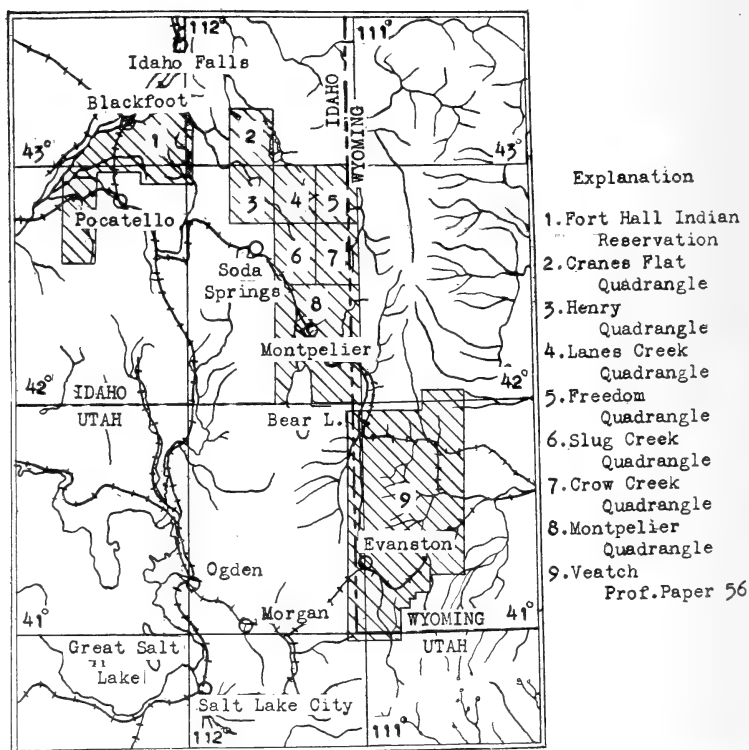 112°
111°
Idaho Falls
Blackfoot
IDAHO
WYOMING
1
2
43°
43°
3
4
5
Pocatello
6
7
Soda
Springs
8
Montpelier
42°
42°
IDAHO
UTAH
Bear L.
9
Evanston
Ogden
41°
Morgan
WYOMING
41°
UTAH
Great Salt
Lake
Salt Lake City
112°
111°
Explanation
1.Fort Hall Indian
Reservation
2.Cranes Flat
Quadrangle
3.Henry
Quadrangle
4.Lanes Creek
Quadrangle
5.Freedom
Quadrangle
6.Slug Creek
Quadrangle
7.Crow Creek
Quadrangle
8.Montpelier
Quadrangle
9.Veatch
Prof.Paper 56